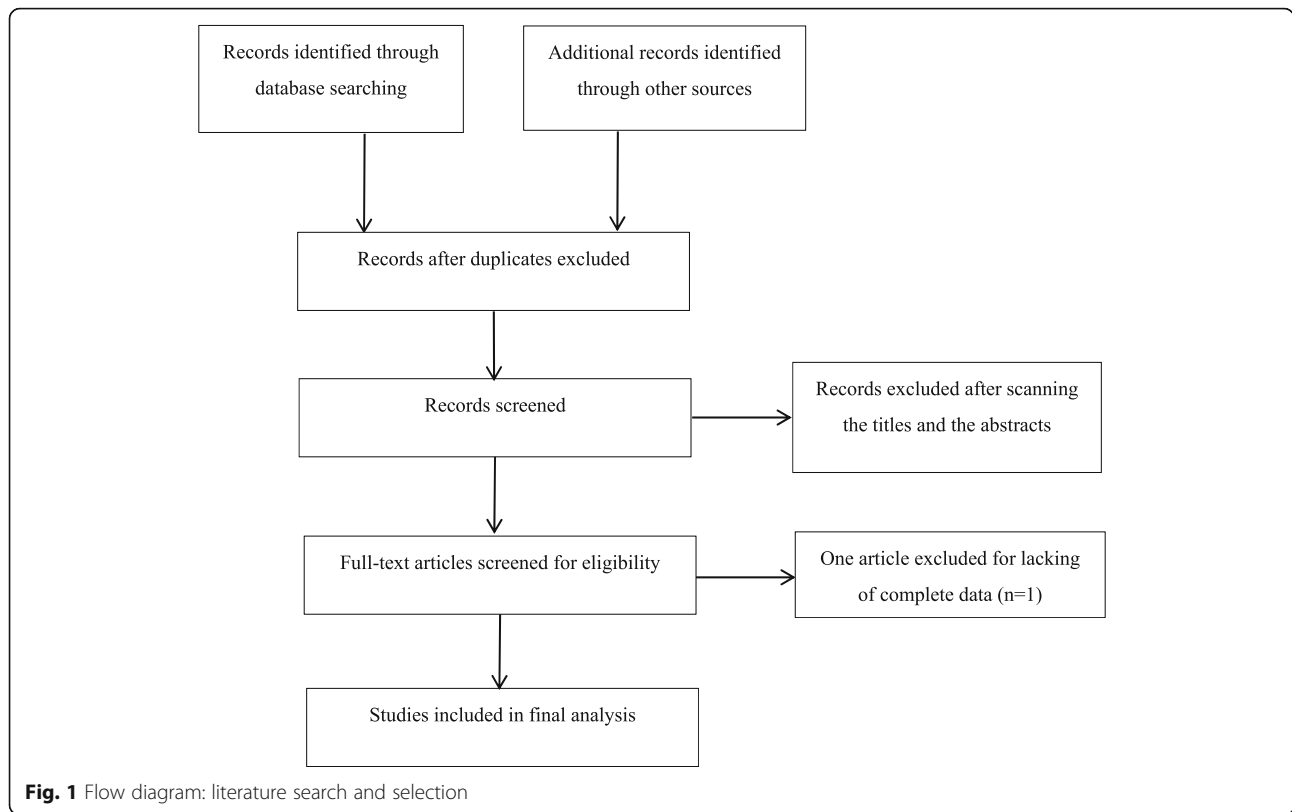 Records identified through
database searching
Additional records identified
through other sources
Records after duplicates excluded
Records screened
Records excluded after scanning
the titles and the abstracts
Full-text articles screened for eligibility
One article excluded for lacking
of complete data (n=1)
Studies included in final analysis
Fig. 1 Flow diagram: literature search and selection